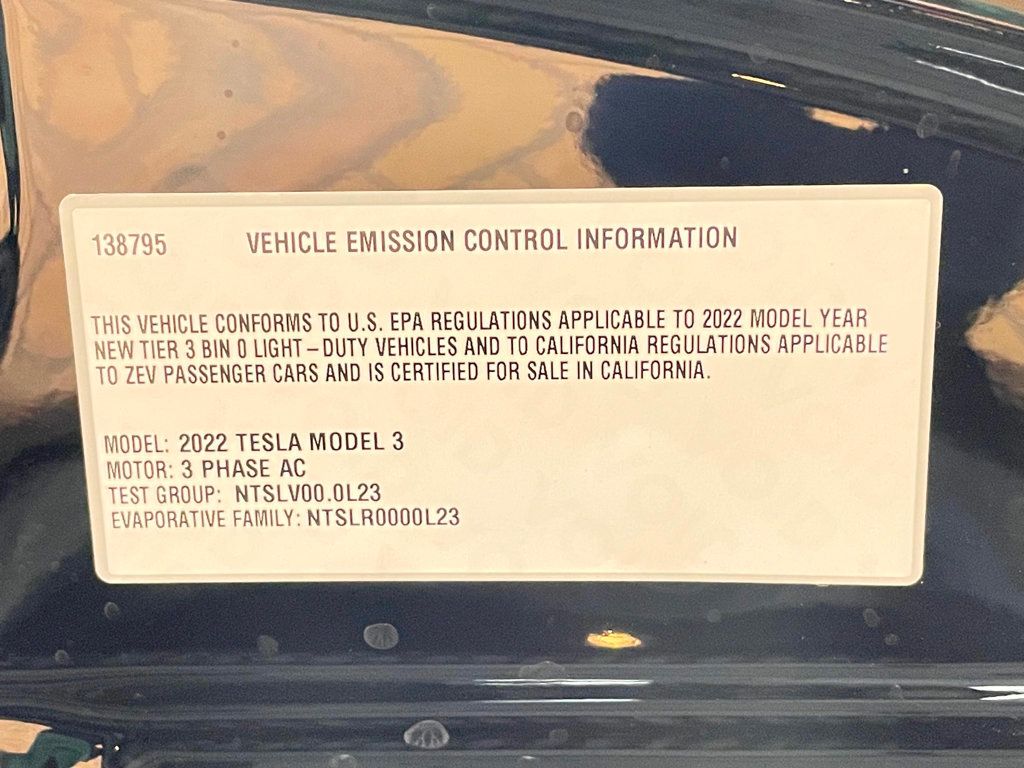 138795 VEHICLE EMISSION CONTROL INFORMATION
THIS VEHICLE CONFORMS TO U.S. EPA REGULATIONS APPLICABLE TO 2022 MODEL YEAR
NEW TIER 3 BIN 0 LIGHT–DUTY VEHICLES AND TO CALIFORNIA REGULATIONS APPLICABLE
TO ZEV PASSENGER CARS AND IS CERTIFIED FOR SALE IN CALIFORNIA.
MODEL: 2022 TESLA MODEL 3
MOTOR: 3 PHASE AC
TEST GROUP: NTSLV00.0L23
EVAPORATIVE FAMILY: NTSLR0000L23